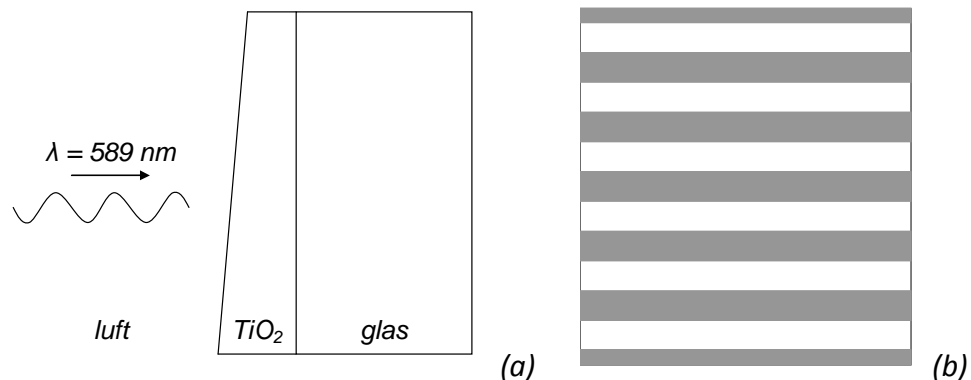 λ = 589 nm
luft
TiO₂
glas
(a)
(b)